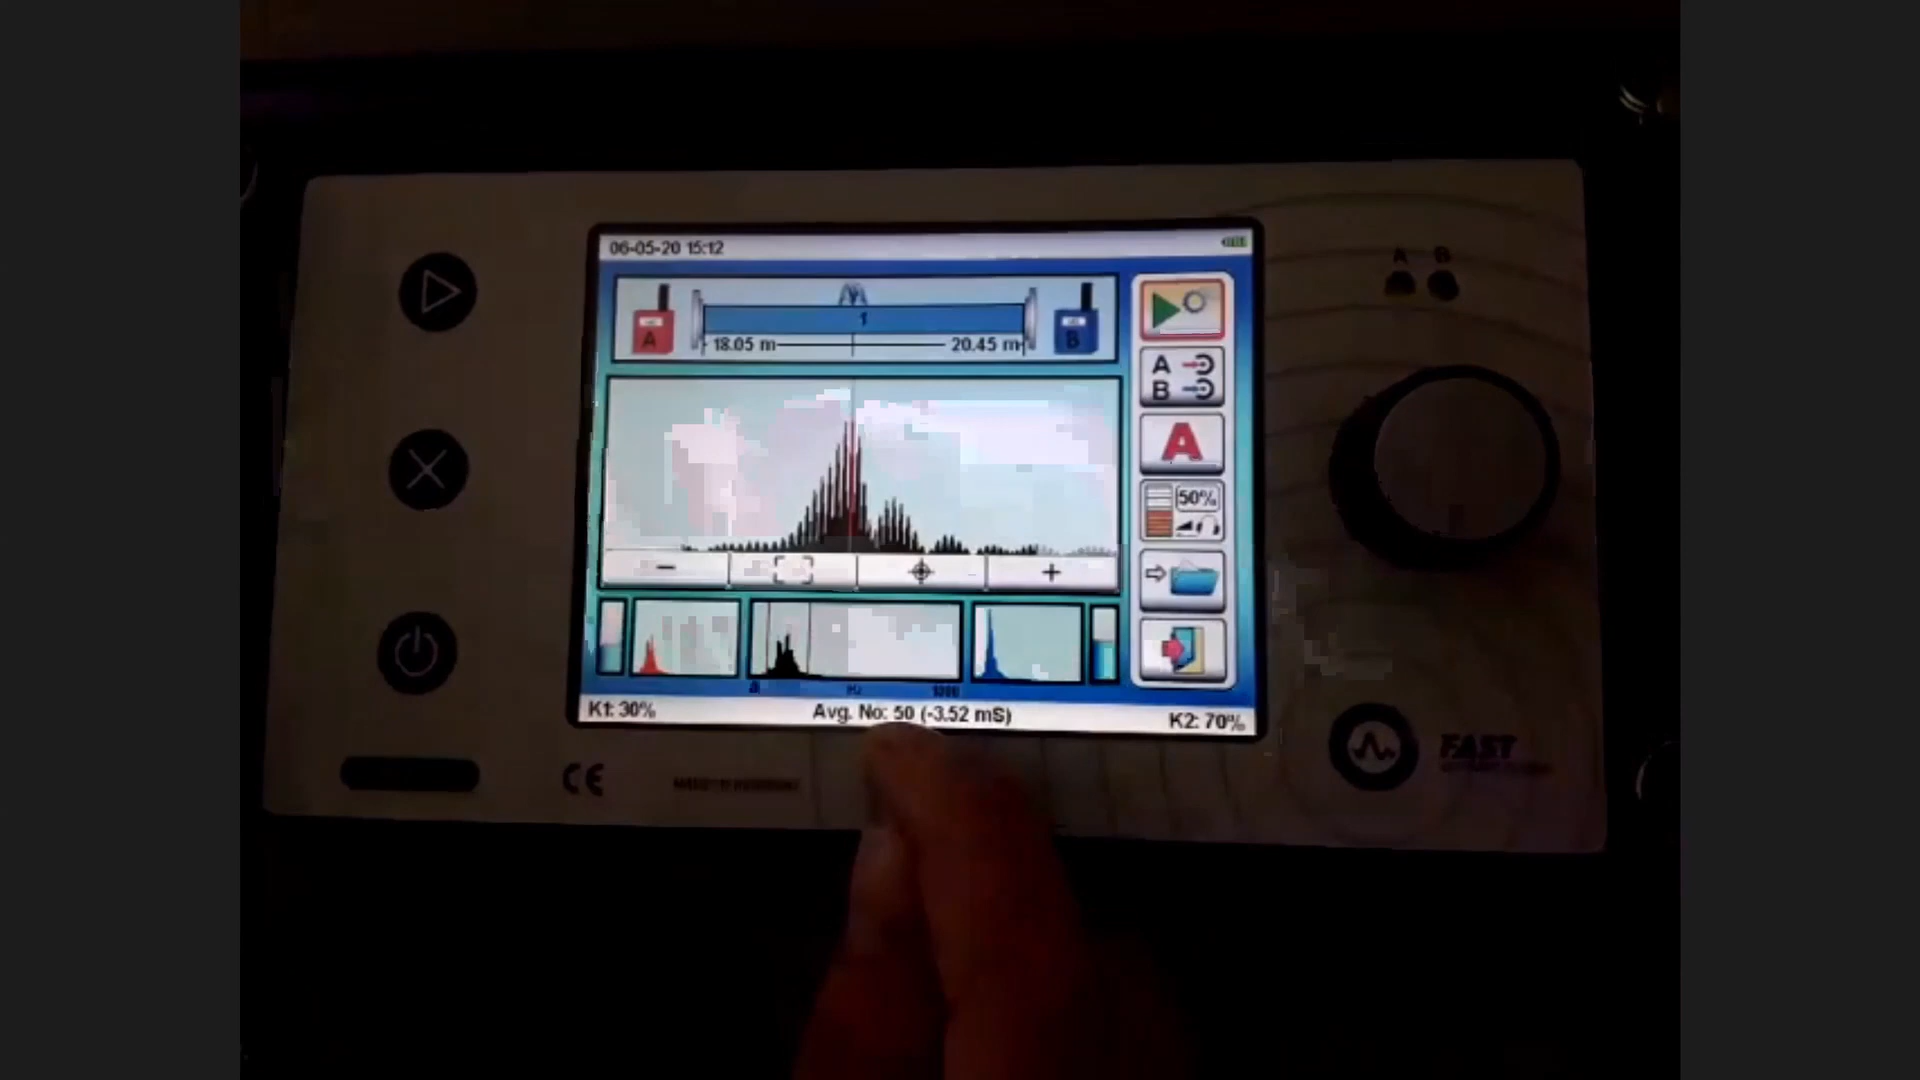 06-05-20 15:12
A
1
B
18.05 m
20.45 m
A
B
A
50%
Hz
K1: 30%
Avg. No: 50 (-3.52 mS)
K2: 70%
A B
FAST
CE